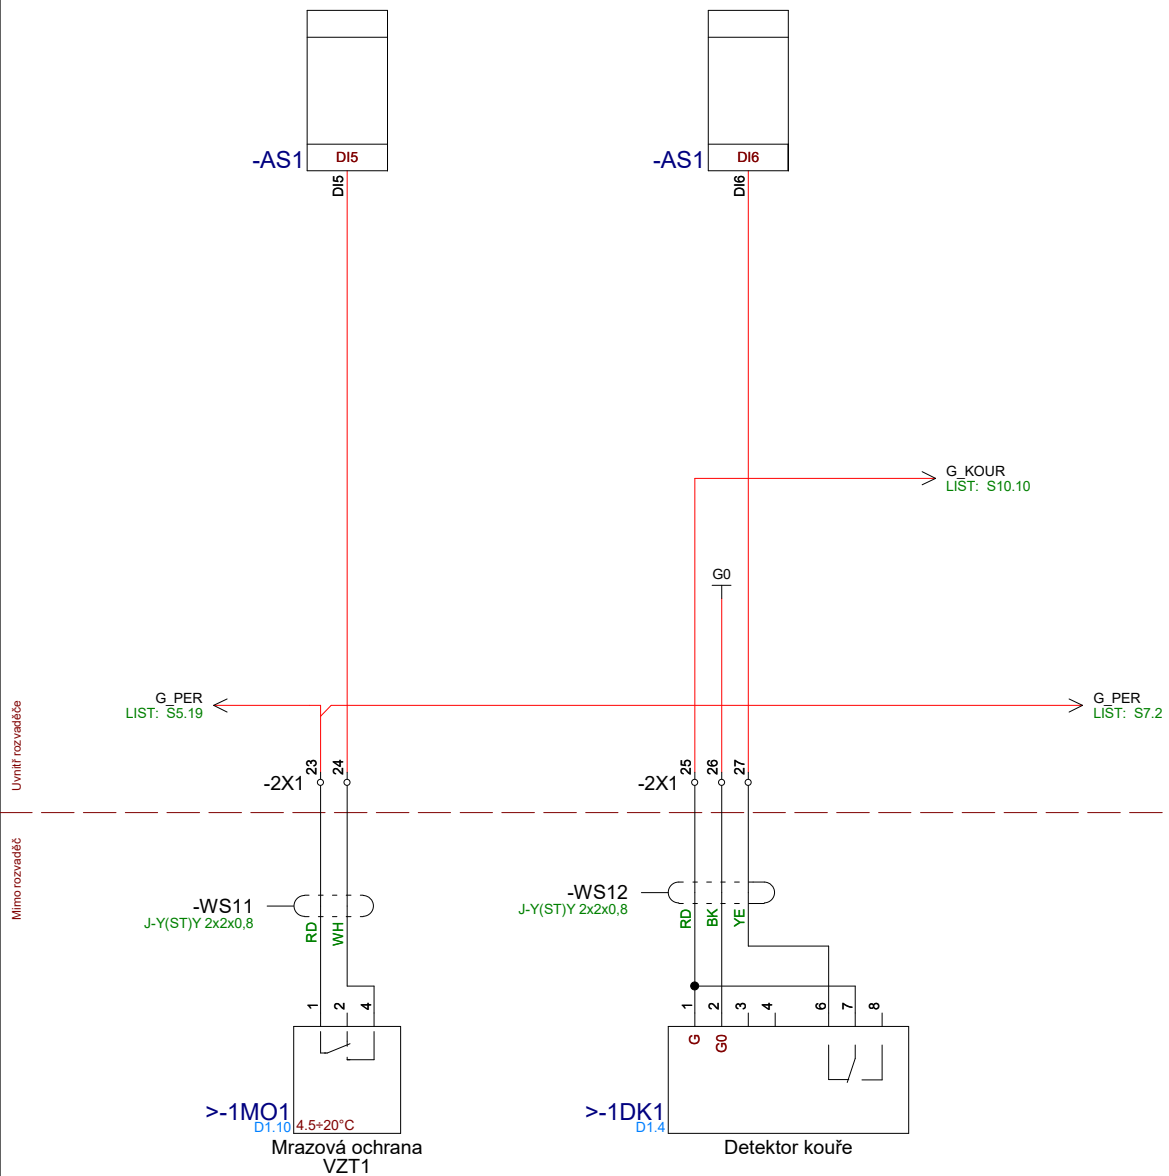 -AS1
DI5
DI5
-AS1
DI6
DI6
G_KOUR
LIST: S10.10
G0
G_PER
LIST: S5.19
G_PER
LIST: S7.2
Uvnitř rozvaděče
-2X1
23
24
-2X1
25
26
27
Mimo rozvaděč
-WS11
J-Y(ST)Y 2x2x0,8
RD
WH
-WS12
J-Y(ST)Y 2x2x0,8
RD
BK
YE
1
2
4
1
2
3
4
6
7
8
G
G0
>-1MO1
D1.10
4.5÷20°C
Mrazová ochrana
VZT1
>-1DK1
D1.4
Detektor kouře